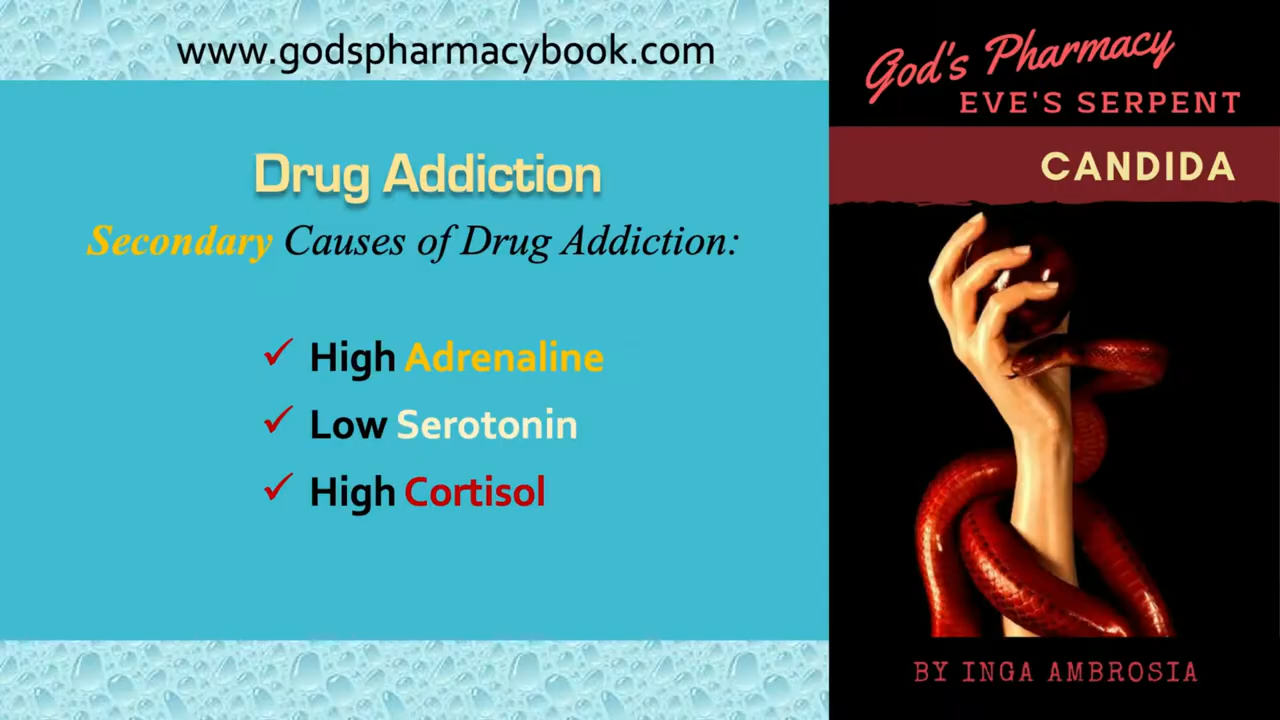 www.godspharmacybook.com
Drug Addiction
Secondary Causes of Drug Addiction:
✓ High Adrenaline
✓ Low Serotonin
✓ High Cortisol
God's Pharmacy
EVE'S SERPENT
CANDIDA
BY INGA AMBROSIA